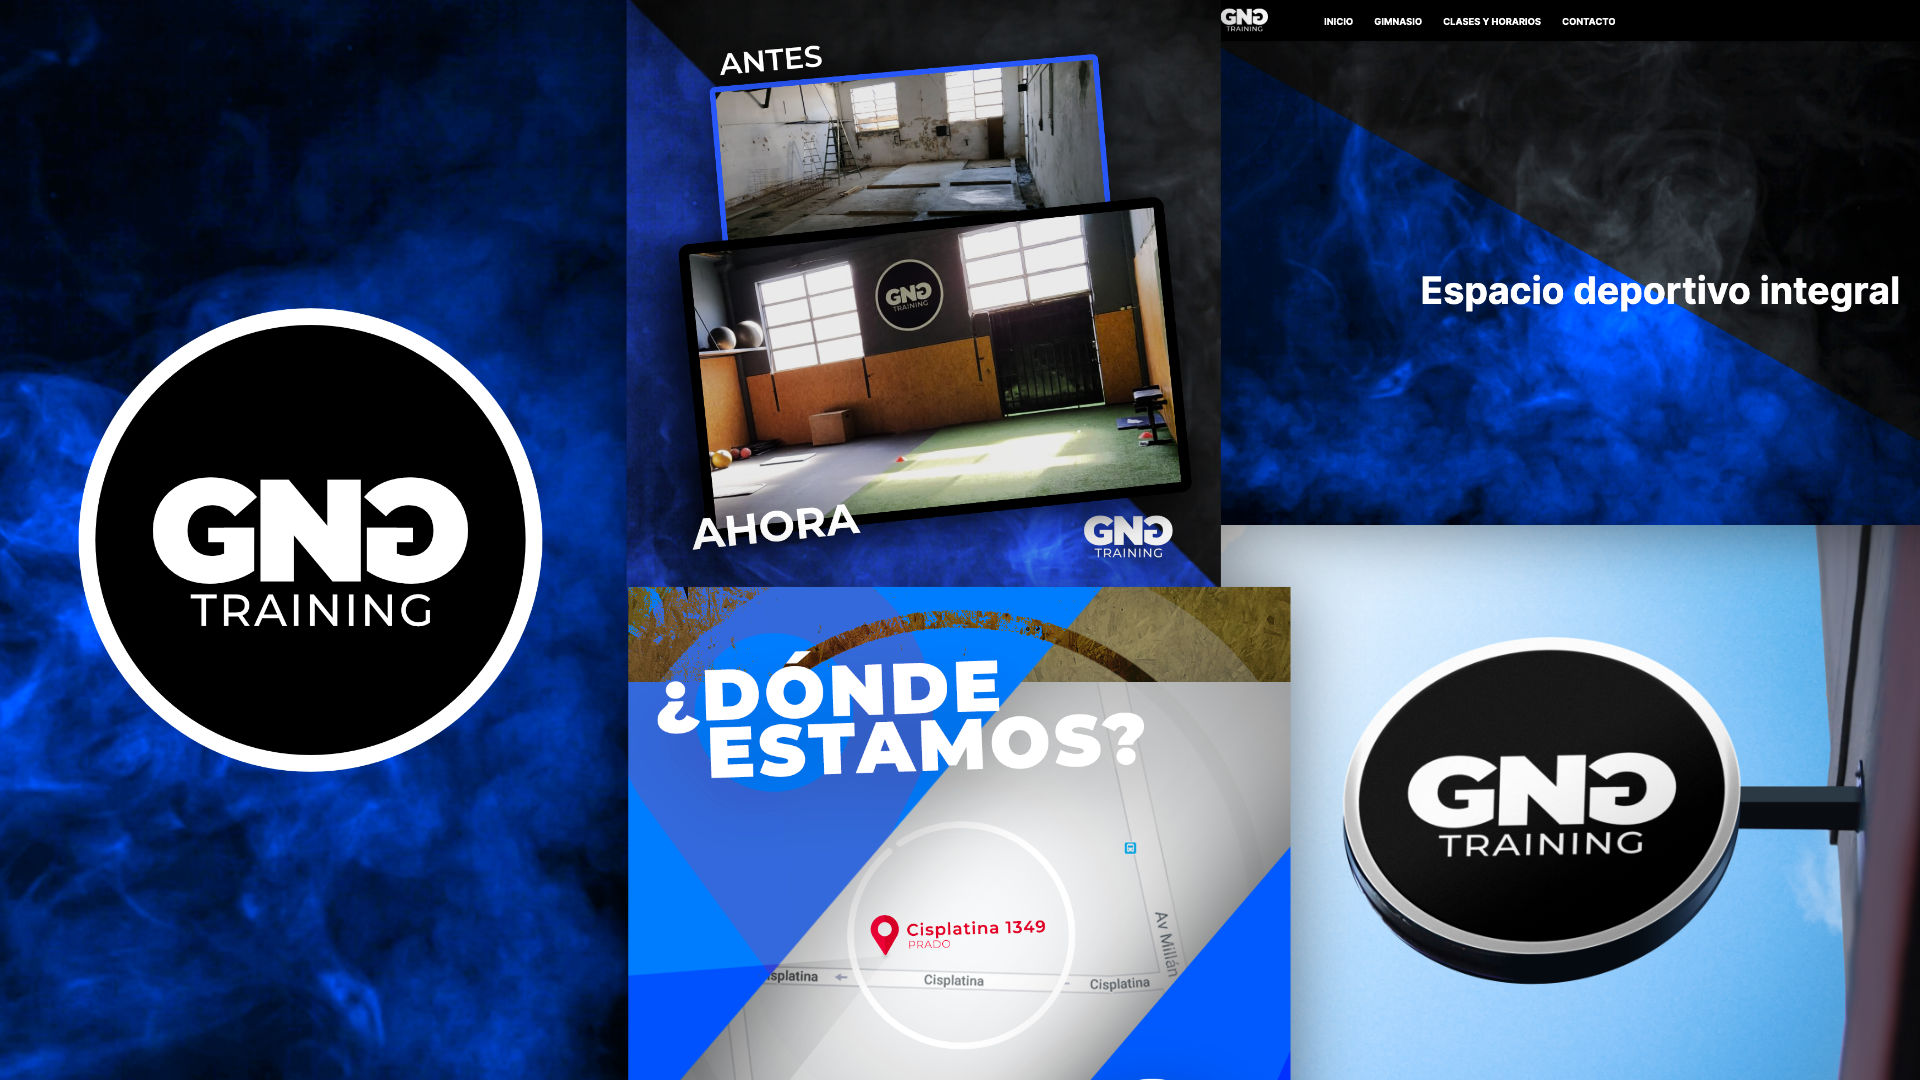 GNG
TRAINING
ANTES
GNG
TRAINING
AHORA
GNG
TRAINING
GNG
TRAINING
INICIO
GIMNASIO
CLASES Y HORARIOS
CONTACTO
Espacio deportivo integral
¿DÓNDE
ESTAMOS?
Cisplatina 1349
PRADO
Av Millán
isplatina
Cisplatina
Cisplatina
GNG
TRAINING